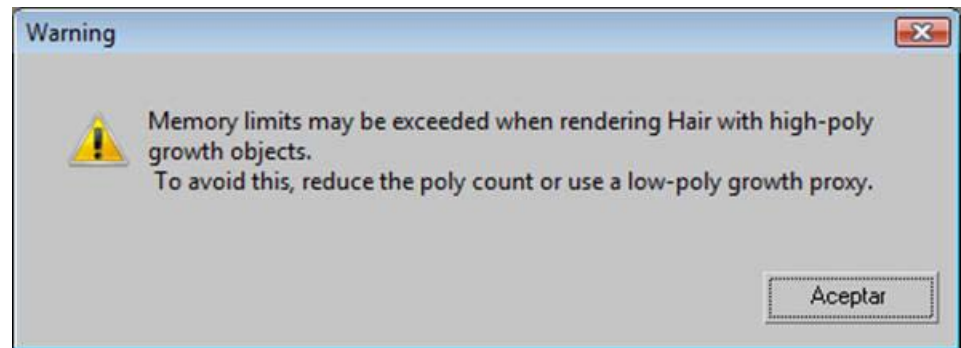 Warning
Memory limits may be exceeded when rendering Hair with high-poly
growth objects.
To avoid this, reduce the poly count or use a low-poly growth proxy.
Aceptar